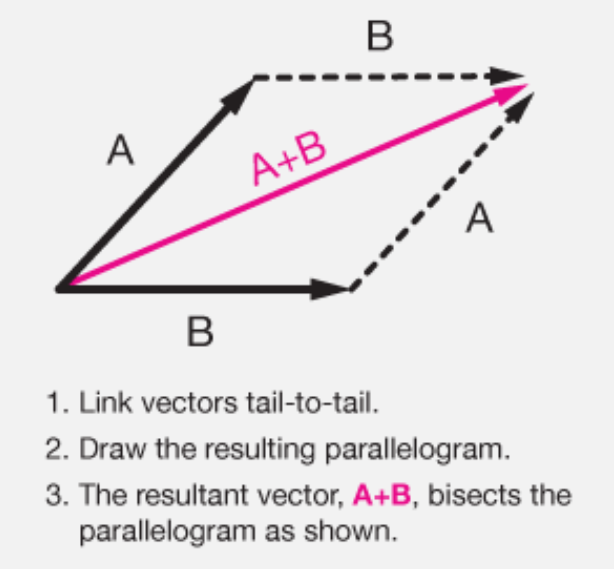 B
A
A+B
A
B
1. Link vectors tail-to-tail.
2. Draw the resulting parallelogram.
3. The resultant vector, A+B, bisects the
parallelogram as shown.